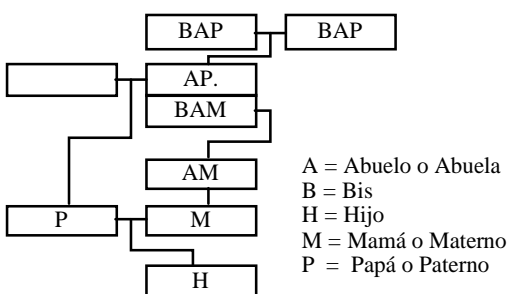 BAP BAP
AP.
BAM
AM
P M
H
A = Abuelo o Abuela
B = Bis
H = Hijo
M = Mamá o Materno
P = Papá o Paterno